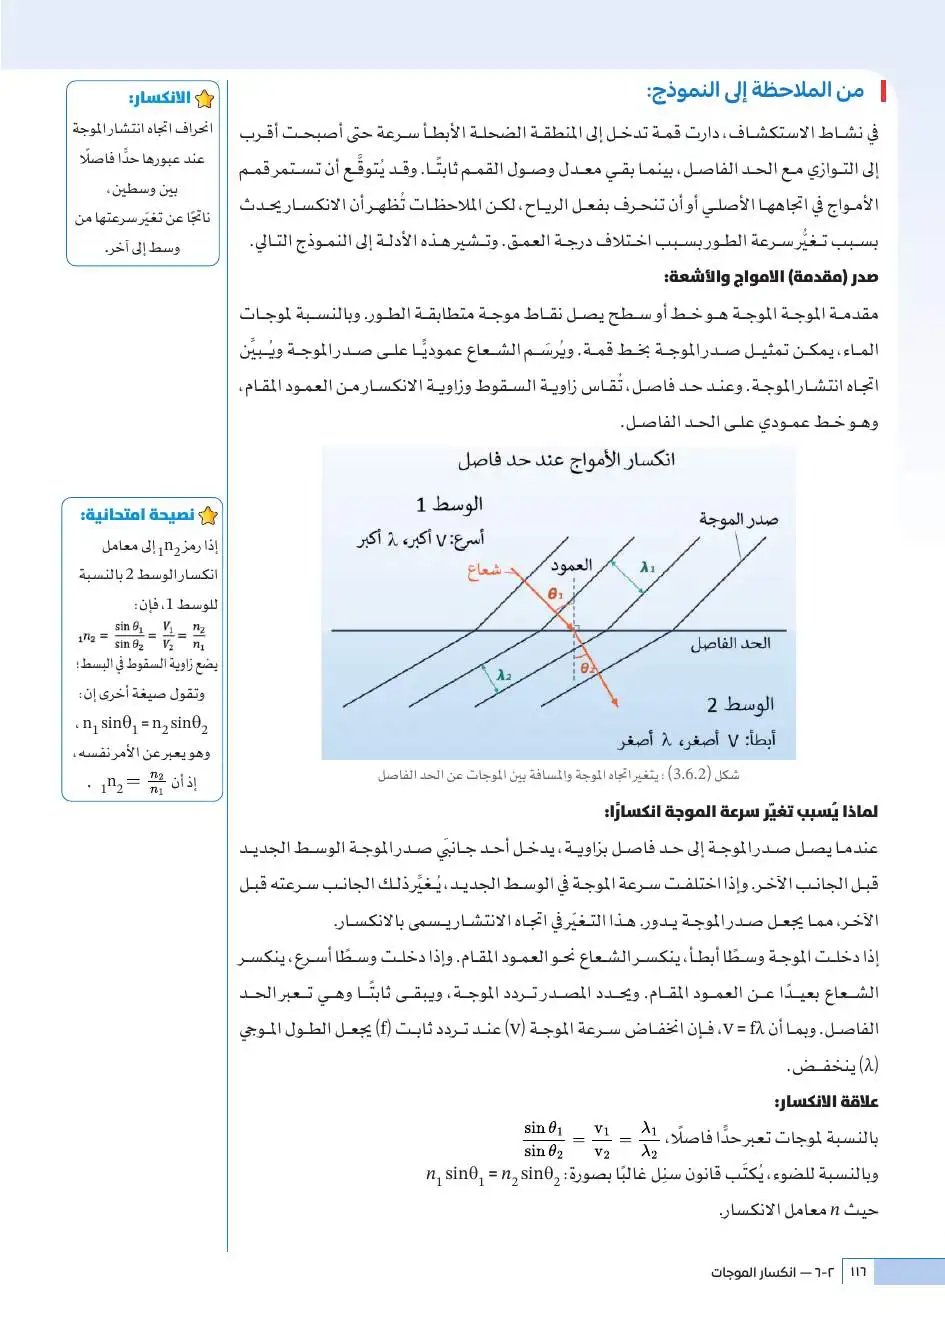 من الملاحظة إلى النموذج:
في نشاط الاستكشاف، دارت قمة تدخل إلى المنطقة الضحلة الأبطأ سرعة حتى أصبحت أقرب
إلى التوازي مع الحد الفاصل، بينما بقي معدل وصول القمم ثابتًا. وقد يُتوقَّع أن تستمر قمم
الأمواج في اتجاهها الأصلي أو أن تنحرف بفعل الرياح، لكن الملاحظات تُظهر أن الانكسار يحدث
بسبب تغيُّر سرعة الطور بسبب اختلاف درجة العمق. وتشير هذه الأدلة إلى النموذج التالي.
صدر (مقدمة) الامواج والأشعة:
مقدمة الموجة الموجة هو خط أو سطح يصل نقاط موجة متطابقة الطور. وبالنسبة لموجات
الماء، يمكن تمثيل صدر الموجة بخط قمة. ويُرسَم الشعاع عموديًّا على صدر الموجة ويُبيِّن
اتجاه انتشار الموجة. وعند حد فاصل، تُقاس زاوية السقوط وزاوية الانكسار من العمود المقام،
وهو خط عمودي على الحد الفاصل.
انكسار الأمواج عند حد فاصل
الوسط 1
أسرع: v أكبر، λ أكبر
صدر الموجة
شعاع
العمود
λ1
θ1
الحد الفاصل
θ2
λ2
الوسط 2
أبطأ: v أصغر، λ أصغر
شكل (3.6.2) : يتغير اتجاه الموجة والمسافة بين الموجات عن الحد الفاصل
لماذا يُسبب تغيّر سرعة الموجة انكسارًا:
عندما يصل صدر الموجة إلى حد فاصل بزاوية، يدخل أحد جانبَي صدر الموجة الوسط الجديد
قبل الجانب الآخر. وإذا اختلفت سرعة الموجة في الوسط الجديد، يُغيِّر ذلك الجانب سرعته قبل
الآخر، مما يجعل صدر الموجة يدور. هذا التغيّر في اتجاه الانتشار يسمى بالانكسار.
إذا دخلت الموجة وسطًا أبطأ، ينكسر الشعاع نحو العمود المقام. وإذا دخلت وسطًا أسرع، ينكسر
الشعاع بعيدًا عن العمود المقام. ويحدد المصدر تردد الموجة، ويبقى ثابتًا وهي تعبر الحد
الفاصل. وبما أن v = fλ، فإن انخفاض سرعة الموجة (v) عند تردد ثابت (f) يجعل الطول الموجي
(λ) ينخفض.
علاقة الانكسار:
بالنسبة لموجات تعبر حدًّا فاصلًا، sin θ1 / sin θ2 = v1 / v2 = λ1 / λ2
وبالنسبة للضوء، يُكتَب قانون سنِل غالبًا بصورة: n1 sinθ1 = n2 sinθ2
حيث n معامل الانكسار.
الانكسار:
انحراف اتجاه انتشار الموجة
عند عبورها حدًّا فاصلًا
بين وسطين،
ناتجًا عن تغيّر سرعتها من
وسط إلى آخر.
نصيحة امتحانية:
إذا رمز 1n2 إلى معامل
انكسار الوسط 2 بالنسبة
للوسط 1، فإن:
1n2 = sin θ1 / sin θ2 = V1 / V2 = n2 / n1
يضع زاوية السقوط في البسط؛
وتقول صيغة أخرى إن:
n1 sinθ1 = n2 sinθ2 ،
وهو يعبر عن الأمر نفسه،
إذ أن 1n2 = n2 / n1 .
١١٦ ٢-٦ — انكسار الموجات